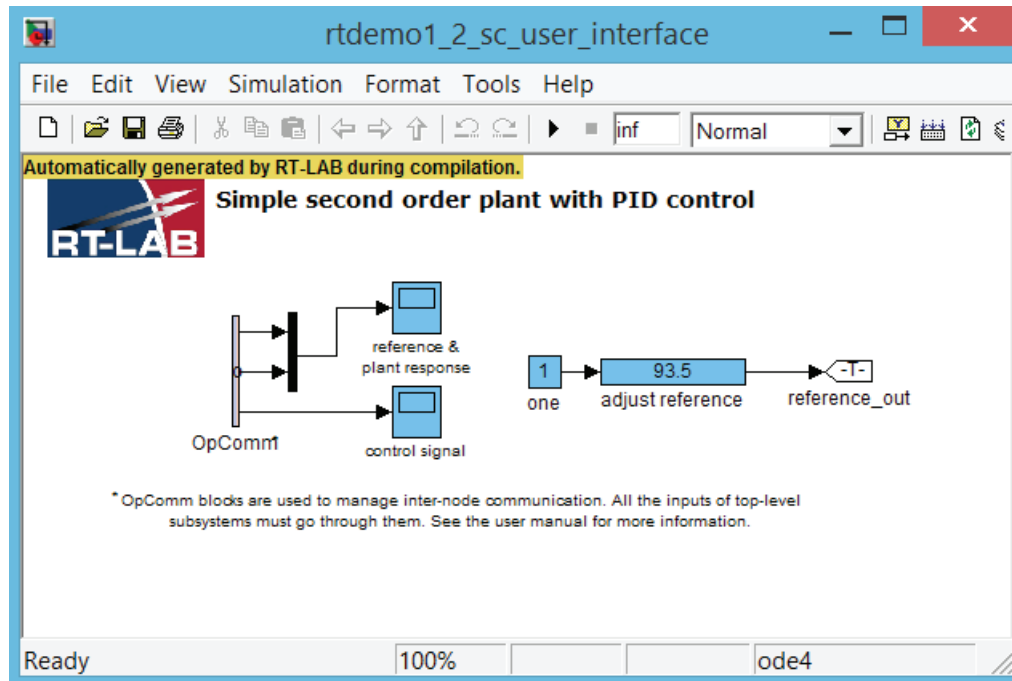 rtdemo1_2_sc_user_interface
File Edit View Simulation Format Tools Help
inf Normal
Automatically generated by RT-LAB during compilation.
RT-LAB
Simple second order plant with PID control
reference &
plant response
1 93.5 -T-
one adjust reference reference_out
OpComm1
control signal
*OpComm blocks are used to manage inter-node communication. All the inputs of top-level
subsystems must go through them. See the user manual for more information.
Ready 100% ode4